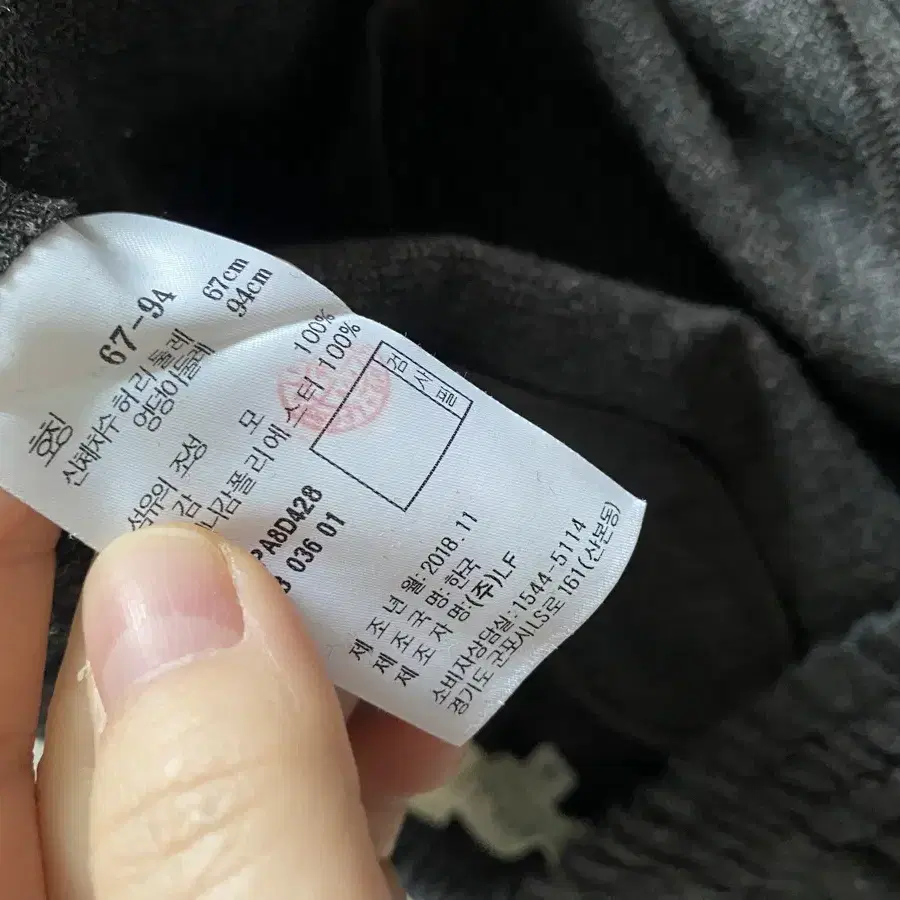 호칭 67-94
신체치수 허리 둘레 67cm
엉덩이둘레 94cm
섬유의 조성
감 모 100%
나감폴리에스터 100%
검사필
PA8D428
036 01
제 조 년 월: 2018.11
제 조 국 명:한국
제 조 자 명:(주)LF
소비자상담실: 1544-5114
경기도 군포시LS로 161(산본동)